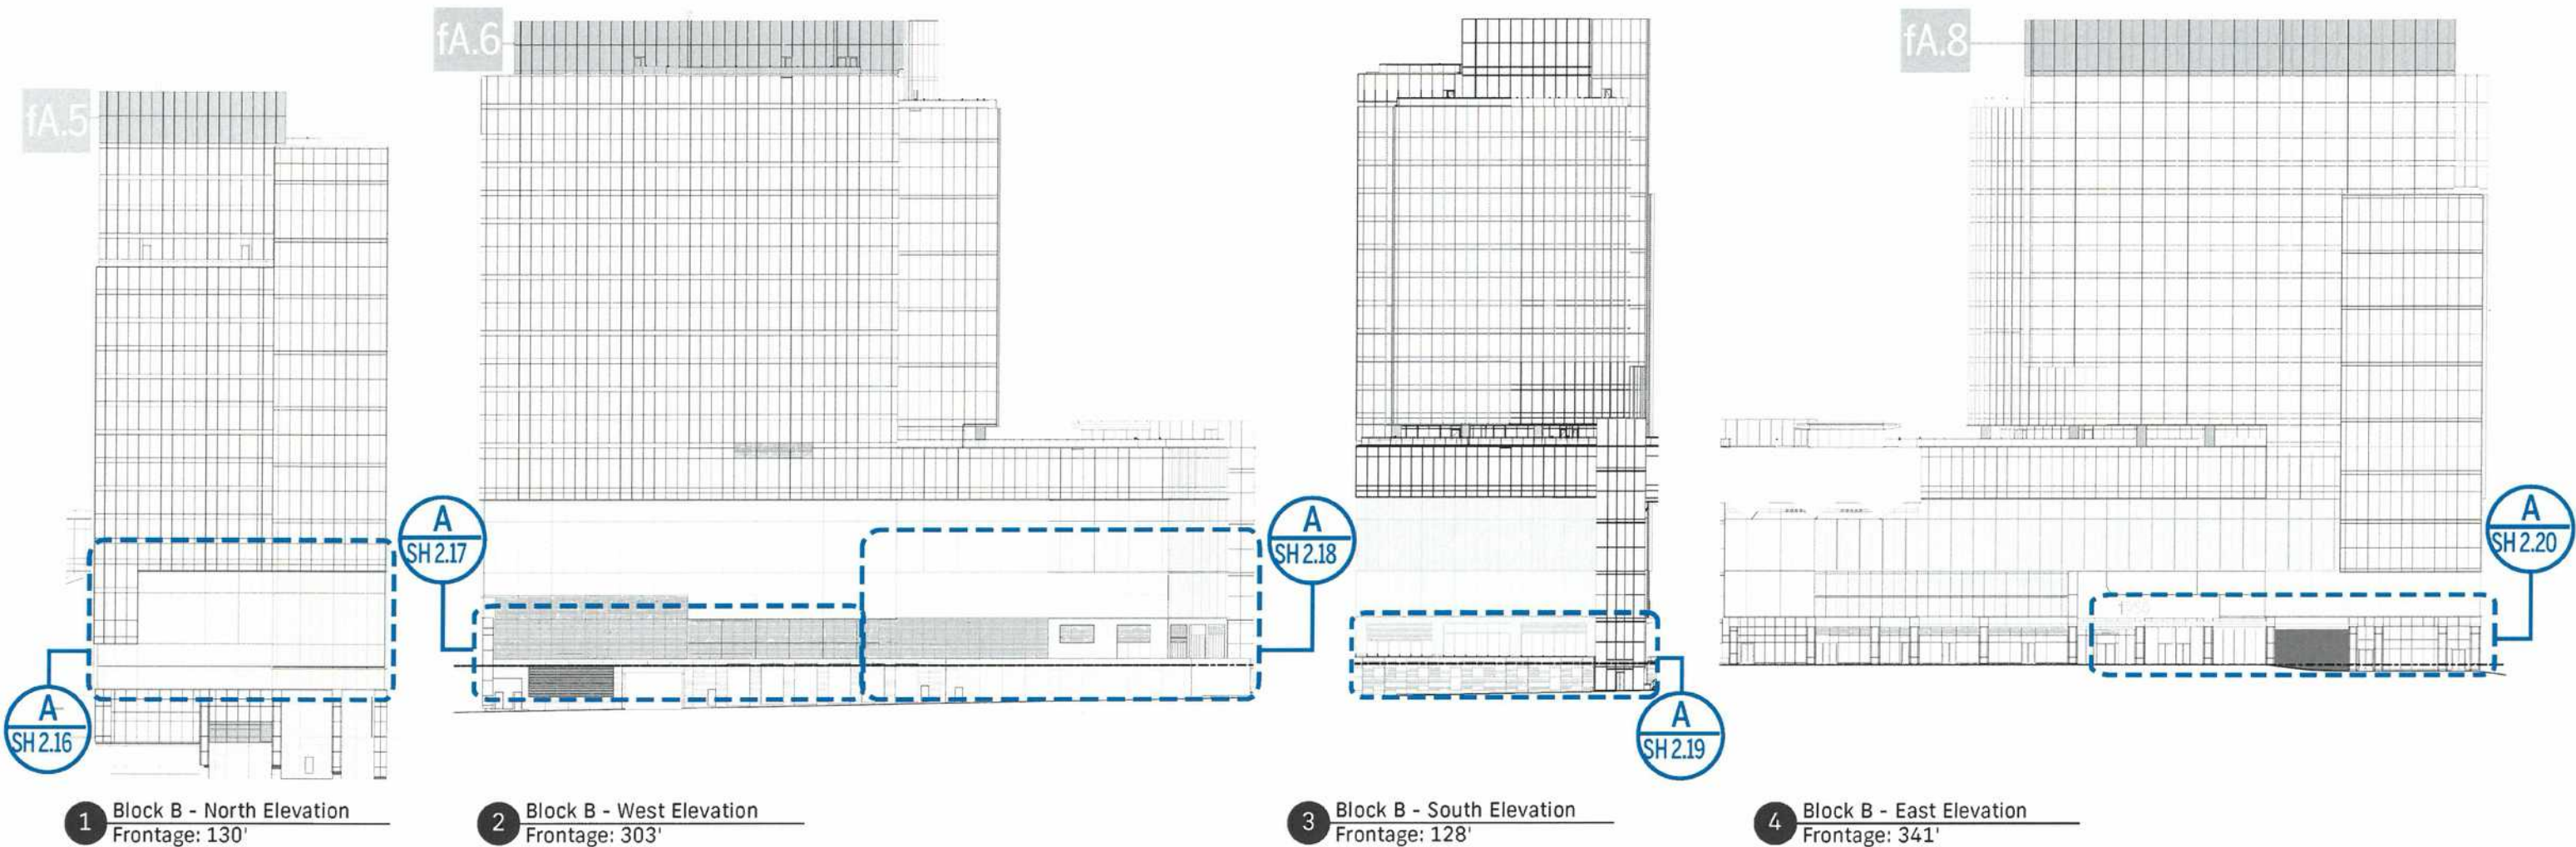 fA.5
fA.6
fA.8
A
SH 2.16
A
SH 2.17
A
SH 2.18
A
SH 2.19
A
SH 2.20
1
Block B - North Elevation
Frontage: 130'
2
Block B - West Elevation
Frontage: 303'
3
Block B - South Elevation
Frontage: 128'
4
Block B - East Elevation
Frontage: 341'